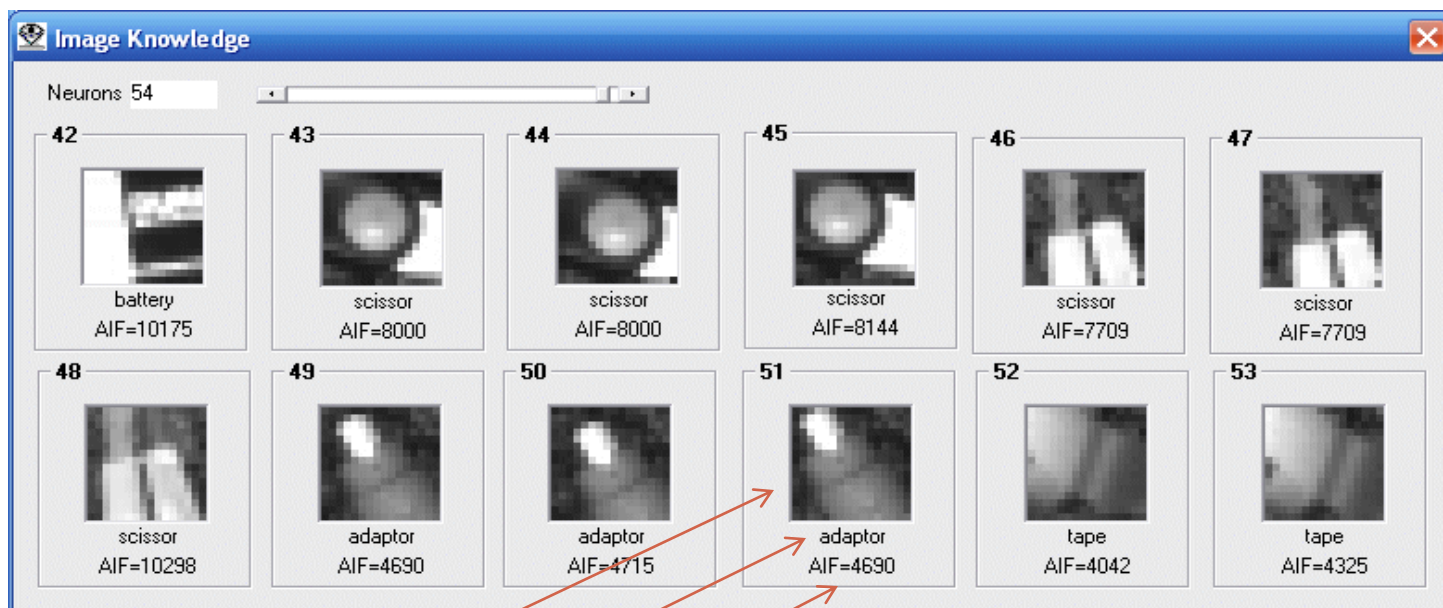 Image Knowledge
Neurons 54
42 43 44 45 46 47
battery scissor scissor scissor scissor scissor
AIF=10175 AIF=8000 AIF=8000 AIF=8144 AIF=7709 AIF=7709
48 49 50 51 52 53
scissor adaptor adaptor adaptor tape tape
AIF=10298 AIF=4690 AIF=4715 AIF=4690 AIF=4042 AIF=4325